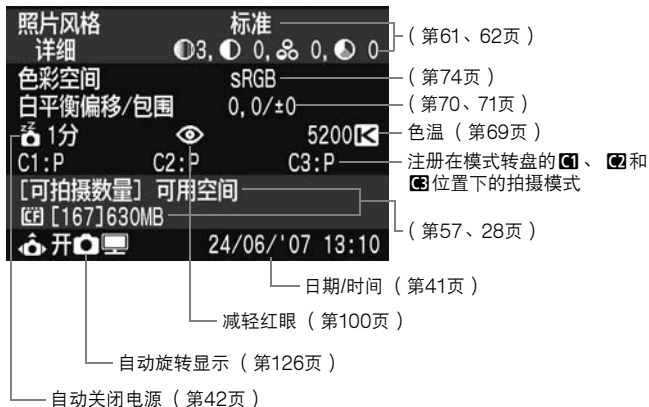 照片风格 标准
详细 3, 0, 0, 0
（第61、62页）
色彩空间 sRGB
（第74页）
白平衡偏移/包围 0,0/±0
（第70、71页）
zz 1分 5200K
色温（第69页）
C1:P C2:P C3:P
注册在模式转盘的C1、C2和
C3位置下的拍摄模式
[可拍摄数量] 可用空间
CF [167]630MB
（第57、28页）
开 24/06/'07 13:10
日期/时间（第41页）
减轻红眼（第100页）
自动旋转显示（第126页）
自动关闭电源（第42页）